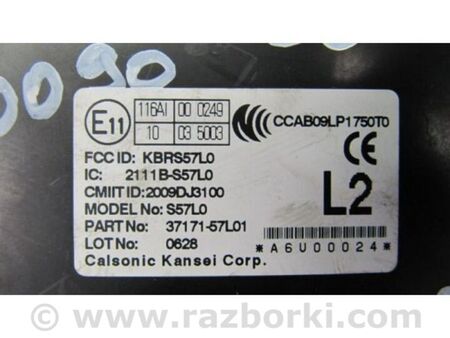 0090
E11
116AI 00 0249
10 03 5003
CCAB09LP1750T0
CE
FCC ID: KBRS57L0
IC: 2111B-S57L0
CMIIT ID: 2009DJ3100
MODEL No: S57L0
L2
PART No: 37171-57L01
LOT No: 0628
*A6U00024*
Calsonic Kansei Corp.
www.razborki.com